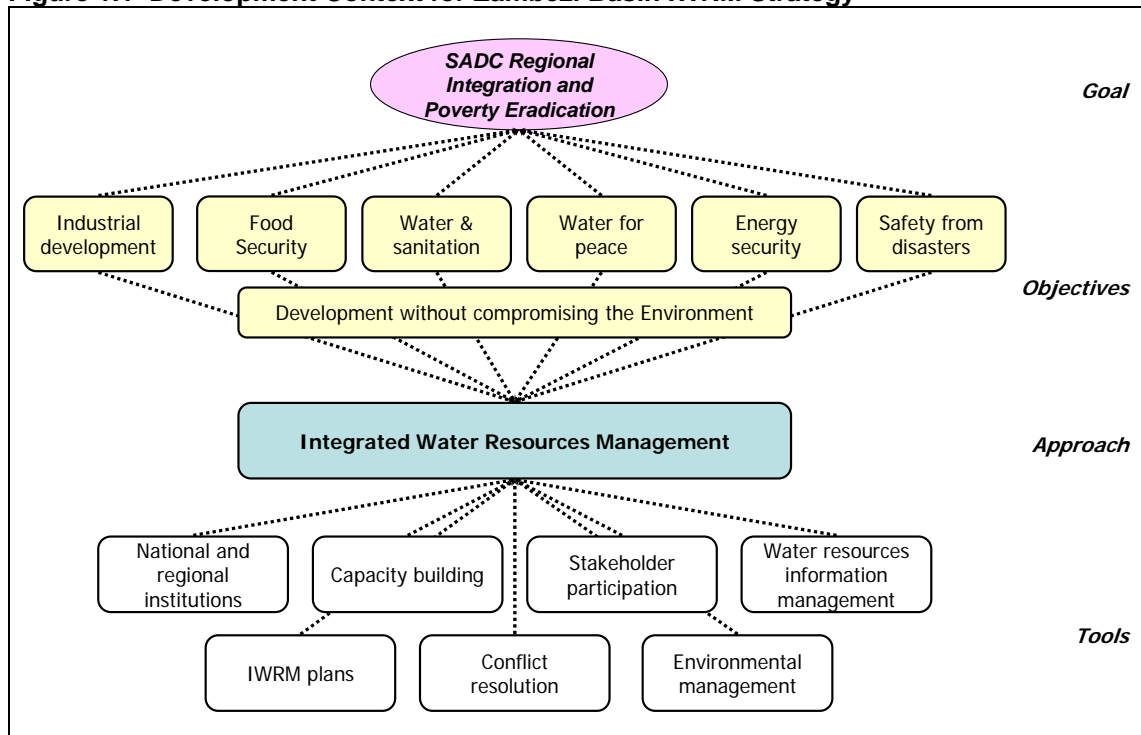 Figure Development Context for Zambezi Basin IWRM Strategy
SADC Regional
Integration and
Poverty Eradication
Goal
Industrial
development
Food
Security
Water &
sanitation
Water for
peace
Energy
security
Safety from
disasters
Objectives
Development without compromising the Environment
Integrated Water Resources Management
Approach
National and
regional
institutions
Capacity building
Stakeholder
participation
Water resources
information
management
Tools
IWRM plans
Conflict
resolution
Environmental
management